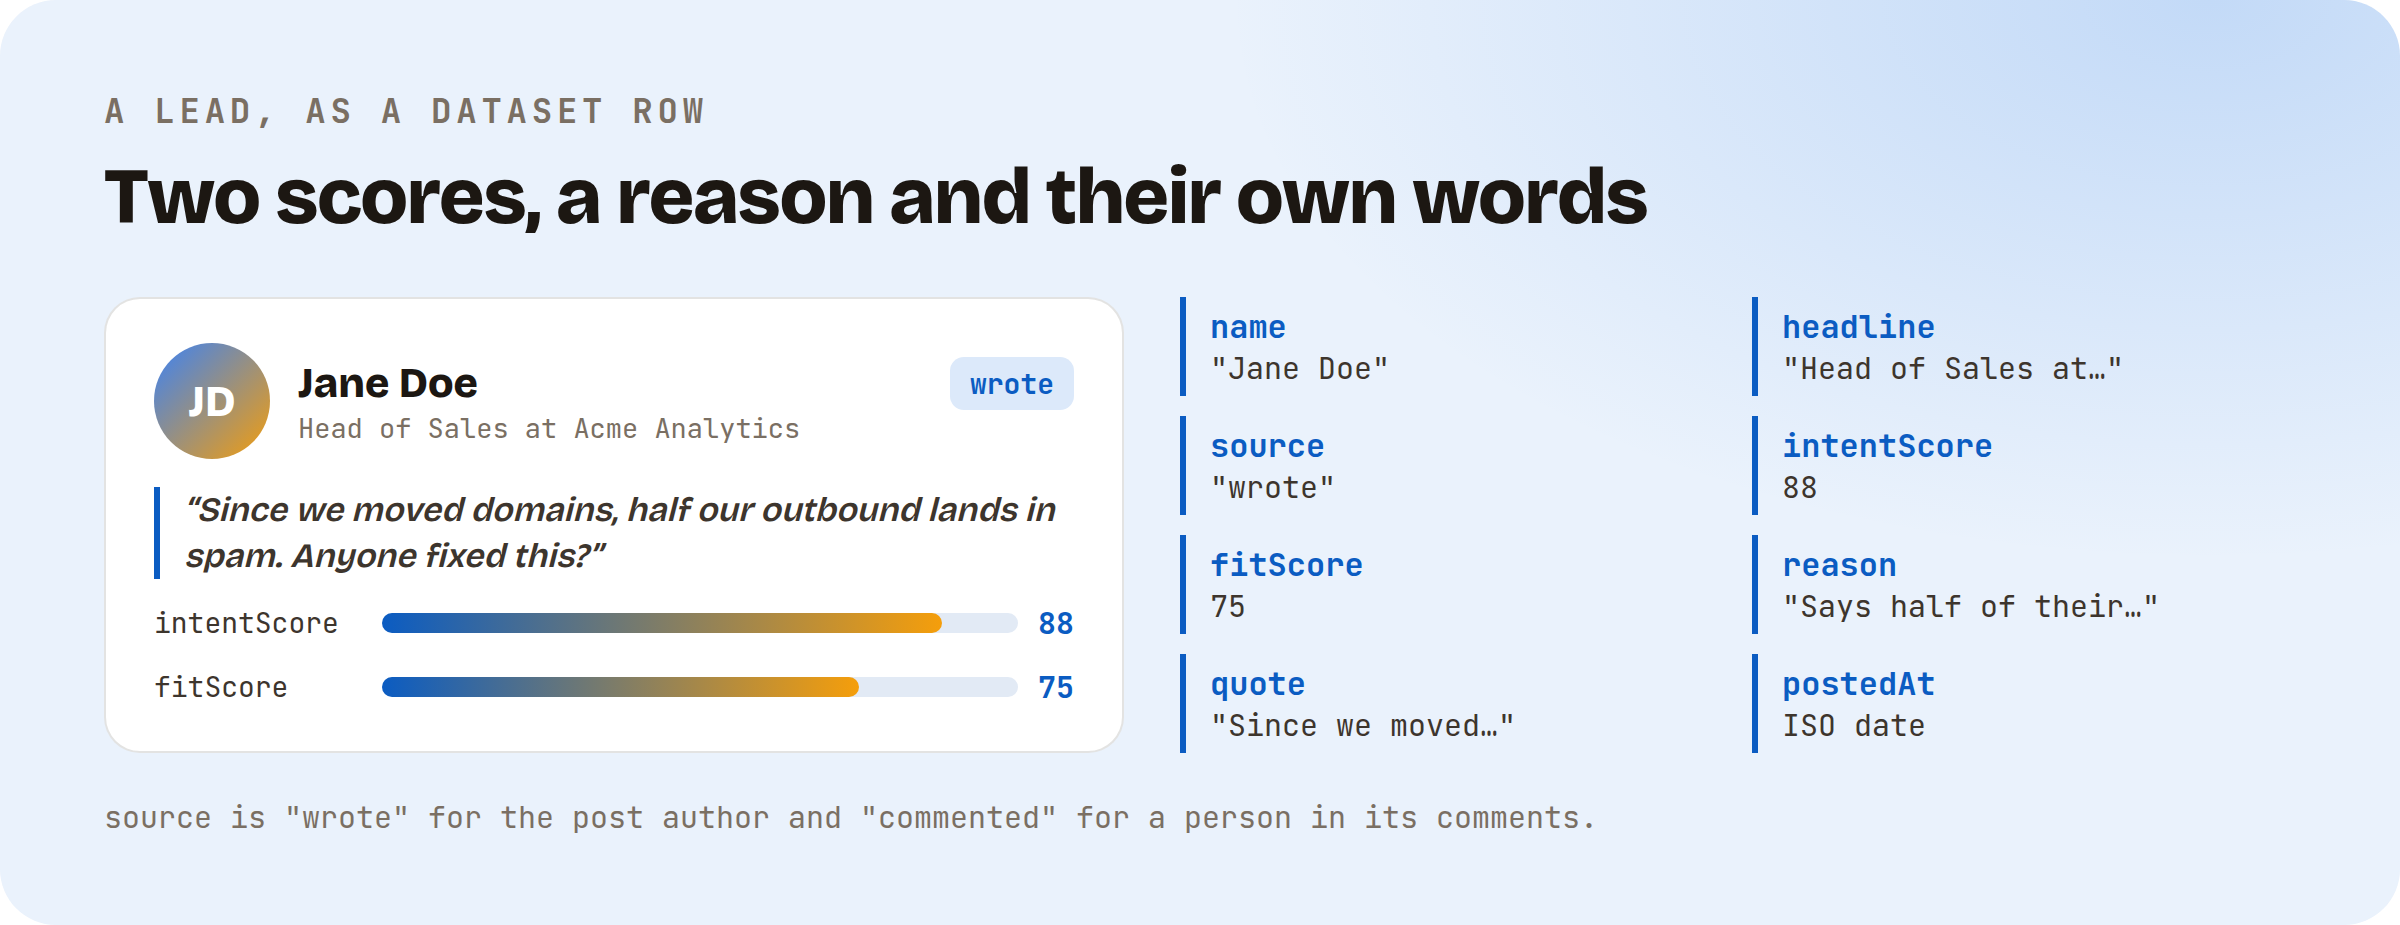 A LEAD, AS A DATASET ROW
Two scores, a reason and their own words
JD
Jane Doe
Head of Sales at Acme Analytics
wrote
“Since we moved domains, half our outbound lands in
spam. Anyone fixed this?”
intentScore
88
fitScore
75
name
"Jane Doe"
headline
"Head of Sales at…"
source
"wrote"
intentScore
88
fitScore
75
reason
"Says half of their…"
quote
"Since we moved…"
postedAt
ISO date
source is "wrote" for the post author and "commented" for a person in its comments.